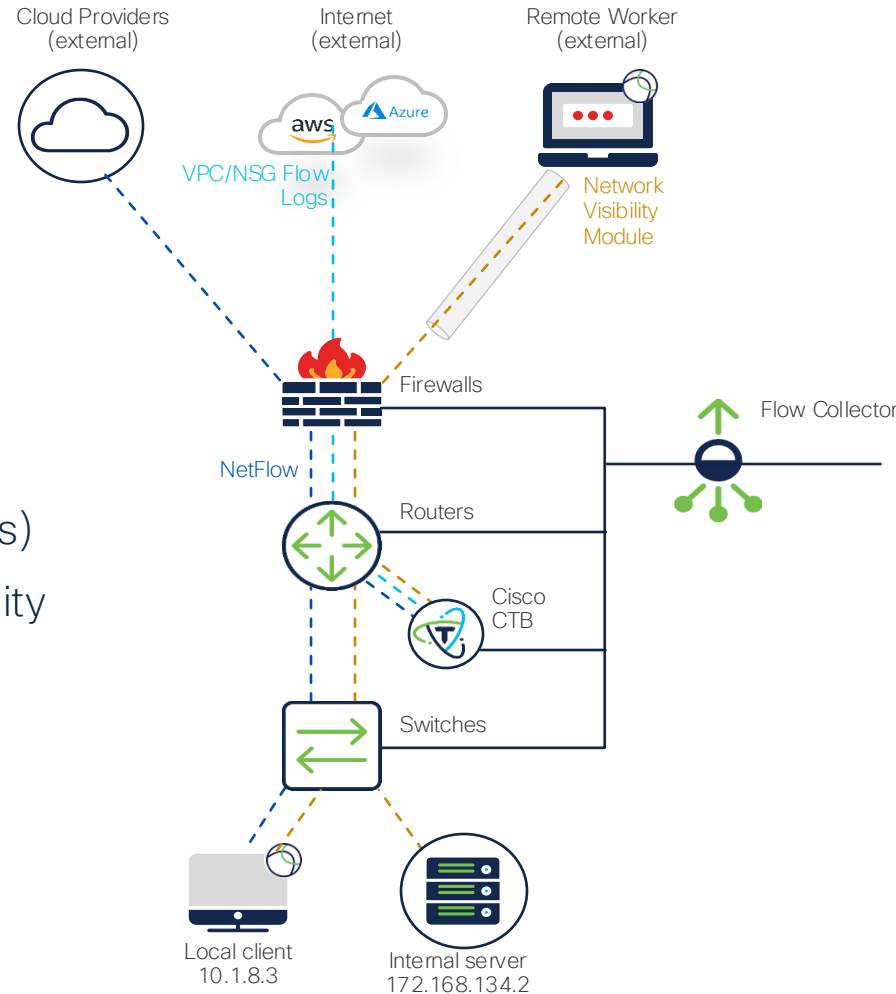 Cloud Providers
(external)
Internet
(external)
Remote Worker
(external)
aws
Azure
VPC/NSG Flow
Logs
Network
Visibility
Module
Firewalls
Flow Collector
NetFlow
Routers
s)
ity
Cisco
CTB
T
Switches
Local client
10.1.8.3
Internal server
172.168.134.2